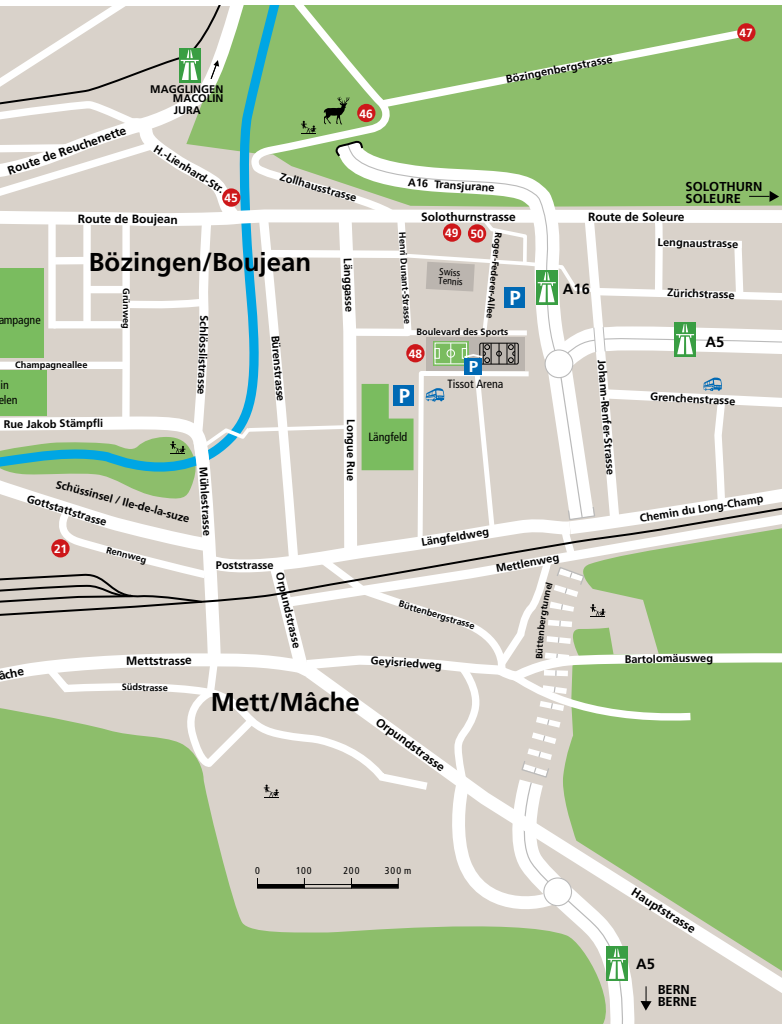 47
Bözingenbergstrasse
MAGGLINGEN
MACOLIN
JURA
46
Route de Reuchenette
H.-Lienhard-Str.
45
Zollhausstrasse
A16 Transjurane
SOLOTHURN
SOLEURE
Route de Boujean
Solothurnstrasse
Route de Soleure
49
50
Lengnaustrasse
Bözingen/Boujean
Henri Dunant-Strasse
Roger-Federer-Allee
Länggasse
Swiss
Tennis
P
A16
Zürichstrasse
Grünweg
ampagne
Schlösslistrasse
Bürenstrasse
Boulevard des Sports
A5
48
P
Tissot Arena
Champagneallee
in
elen
Johann-Renfer-Strasse
P
Grenchenstrasse
Rue Jakob Stämpfli
Längfeld
Longue Rue
Mühlestrasse
Schüssinsel / Ile-de-la-suze
Gottstattstrasse
Chemin du Long-Champ
Längfeldweg
21
Rennweg
Poststrasse
Mettlenweg
Orpundstrasse
Büttenbergstrasse
Büttenbergtunnel
Mettstrasse
Geyisriedweg
Bartolomäusweg
âche
Südstrasse
Mett/Mâche
Orpundstrasse
0 100 200 300 m
Hauptstrasse
A5
BERN
BERNE